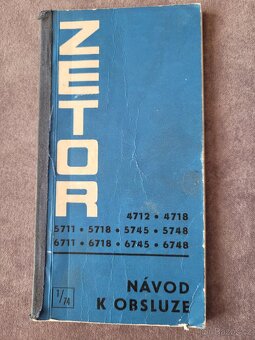 ZETOR
4712 • 4718
5711 • 5718 • 5745 • 5748
6711 • 6718 • 6745 • 6748
1/74
NÁVOD
K OBSLUZE